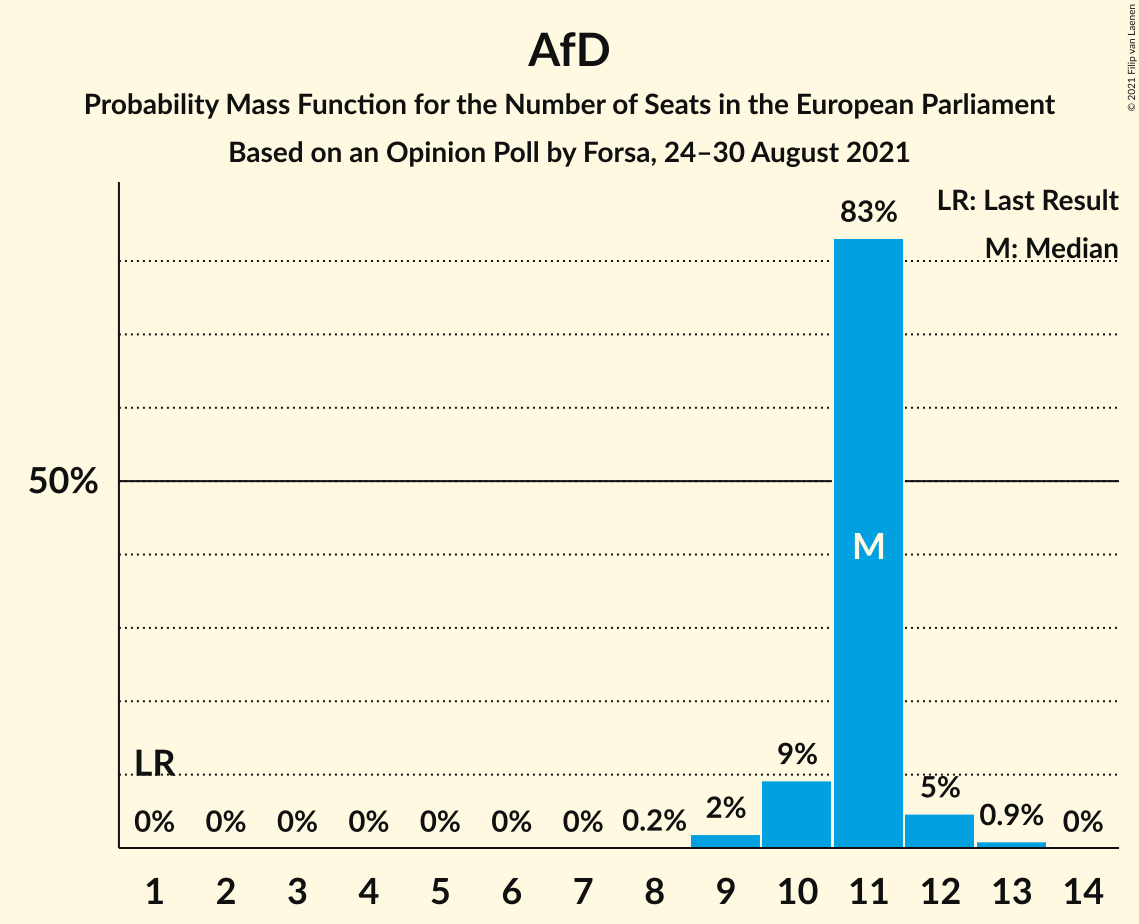 AfD
Probability Mass Function for the Number of Seats in the European Parliament
Based on an Opinion Poll by Forsa, 24–30 August 2021
© 2021 Filip van Laenen
LR: Last Result
M: Median
83%
50%
M
LR
9%
5%
2%
0.9%
0% 0% 0% 0% 0% 0% 0% 0.2% 0%
1 2 3 4 5 6 7 8 9 10 11 12 13 14